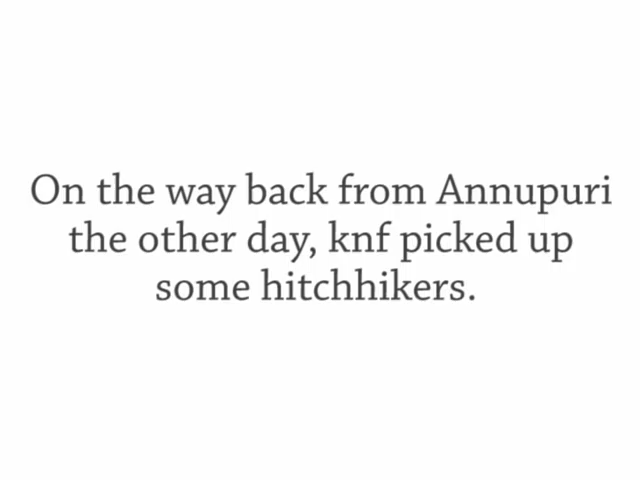 On the way back from Annupuri
the other day, knf picked up
some hitchhikers.